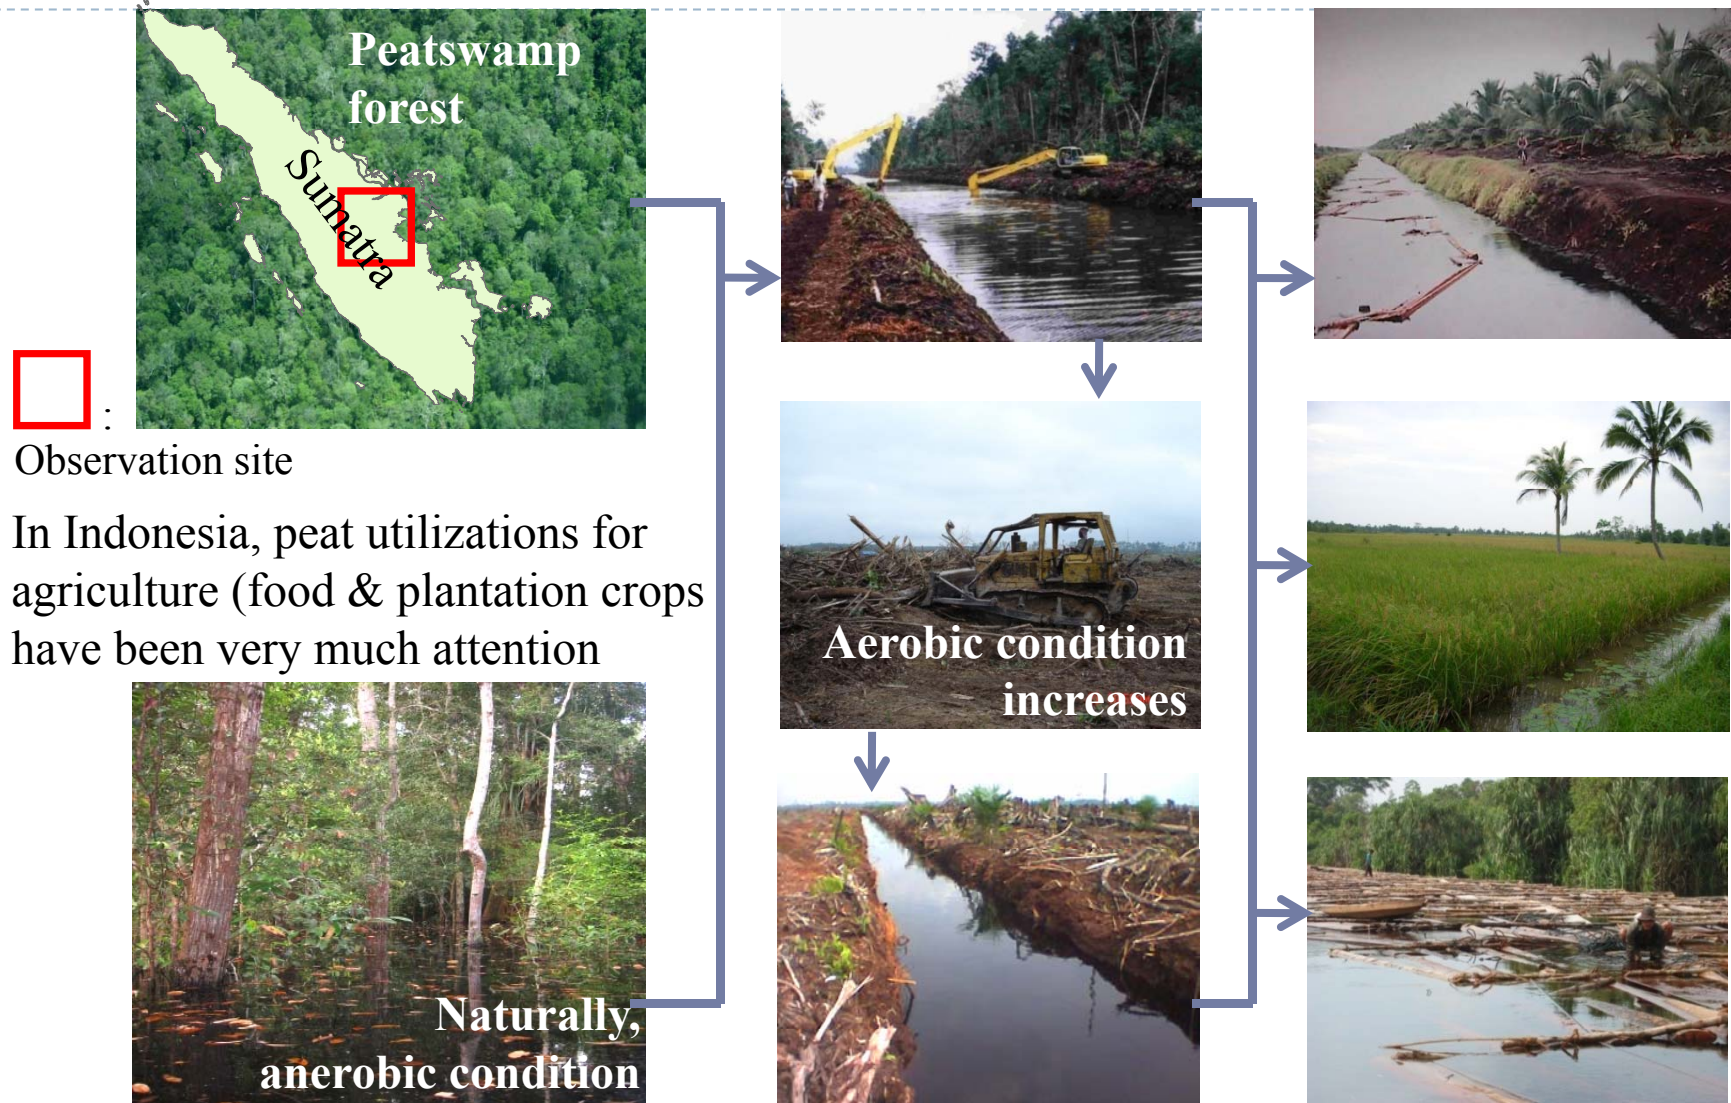 Peatswamp
forest
Sumatra
:
Observation site
In Indonesia, peat utilizations for
agriculture (food & plantation crops
have been very much attention
Naturally,
anerobic condition
Aerobic condition
increases